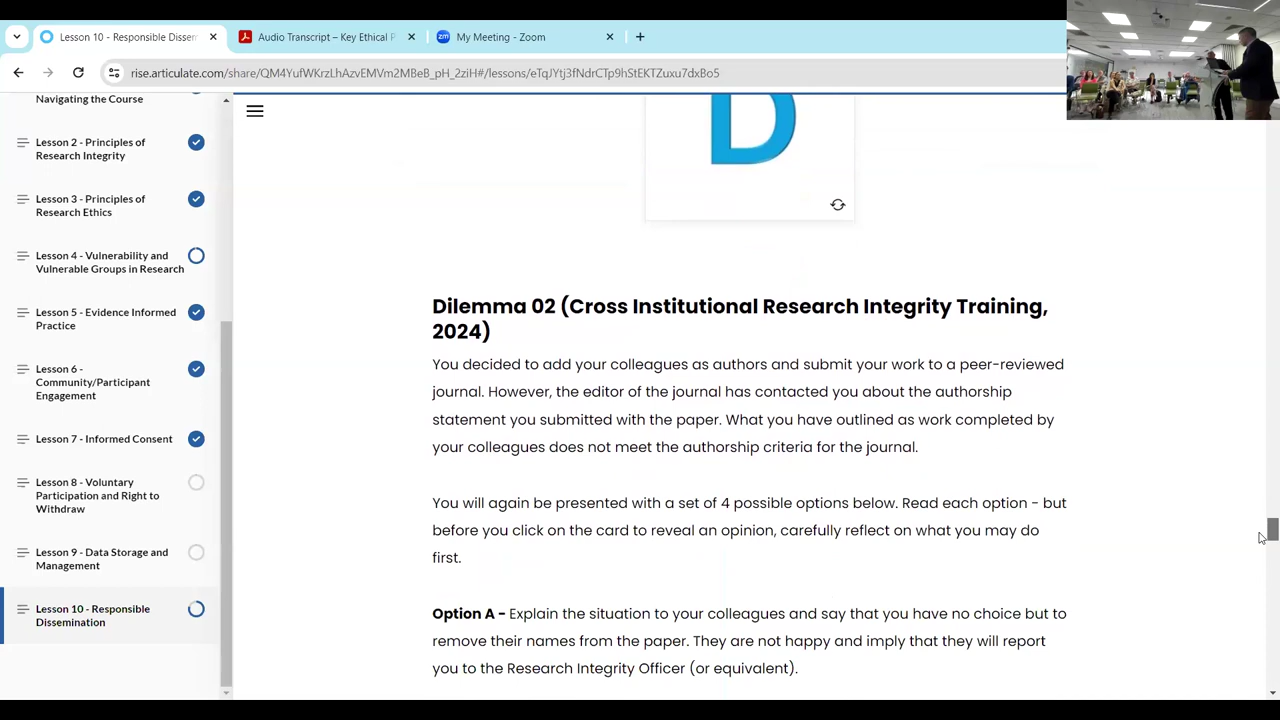 Lesson 10 - Responsible Dissem
Audio Transcript – Key Ethical P
My Meeting - Zoom
rise.articulate.com/share/QM4YufWKrzLhAzvEMVm2MBeB_pH_2ziH#/lessons/eTqJYtj3fNdrCTp9hStEKTZuxu7dxBo5
Navigating the Course
Lesson 2 - Principles of
Research Integrity
Lesson 3 - Principles of
Research Ethics
Lesson 4 - Vulnerability and
Vulnerable Groups in Research
Lesson 5 - Evidence Informed
Practice
Lesson 6 -
Community/Participant
Engagement
Lesson 7 - Informed Consent
Lesson 8 - Voluntary
Participation and Right to
Withdraw
Lesson 9 - Data Storage and
Management
Lesson 10 - Responsible
Dissemination
D
Dilemma 02 (Cross Institutional Research Integrity Training,
2024)
You decided to add your colleagues as authors and submit your work to a peer-reviewed
journal. However, the editor of the journal has contacted you about the authorship
statement you submitted with the paper. What you have outlined as work completed by
your colleagues does not meet the authorship criteria for the journal.
You will again be presented with a set of 4 possible options below. Read each option - but
before you click on the card to reveal an opinion, carefully reflect on what you may do
first.
Option A - Explain the situation to your colleagues and say that you have no choice but to
remove their names from the paper. They are not happy and imply that they will report
you to the Research Integrity Officer (or equivalent).